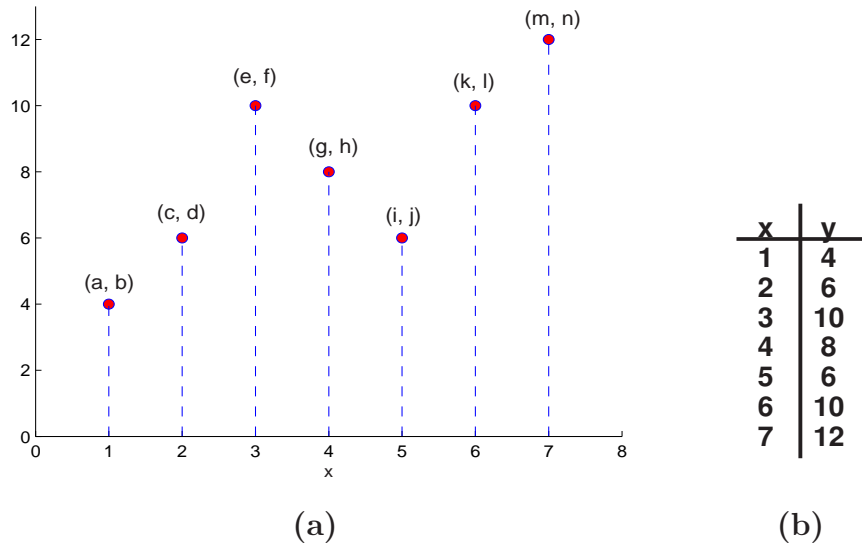 (m, n)
12
(e, f)
(k, l)
10
(g, h)
8
(c, d)
(i, j)
6
(a, b)
4
2
0
0 1 2 3 4 5 6 7 8
x
(a)
x y
1 4
2 6
3 10
4 8
5 6
6 10
7 12
(b)